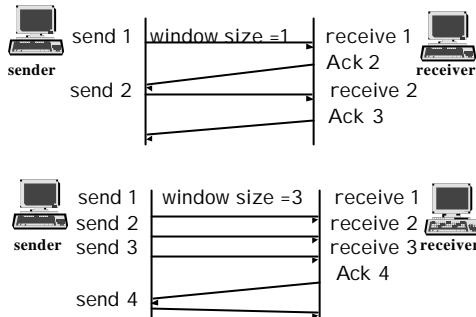 send 1 window size =1 receive 1
sender Ack 2 receiver
send 2 receive 2
Ack 3
send 1 window size =3 receive 1
send 2 receive 2
sender send 3 receive 3 receiver
Ack 4
send 4